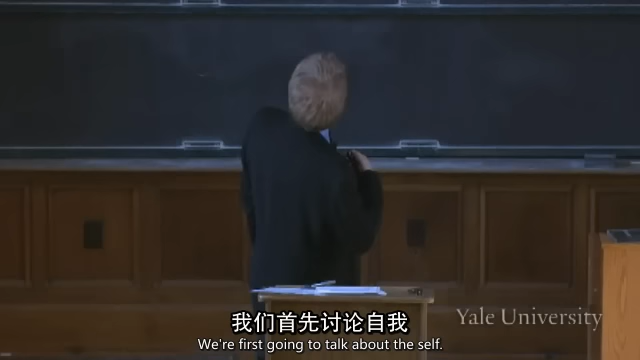 我们首先讨论自我
We're first going to talk about the self.
Yale University